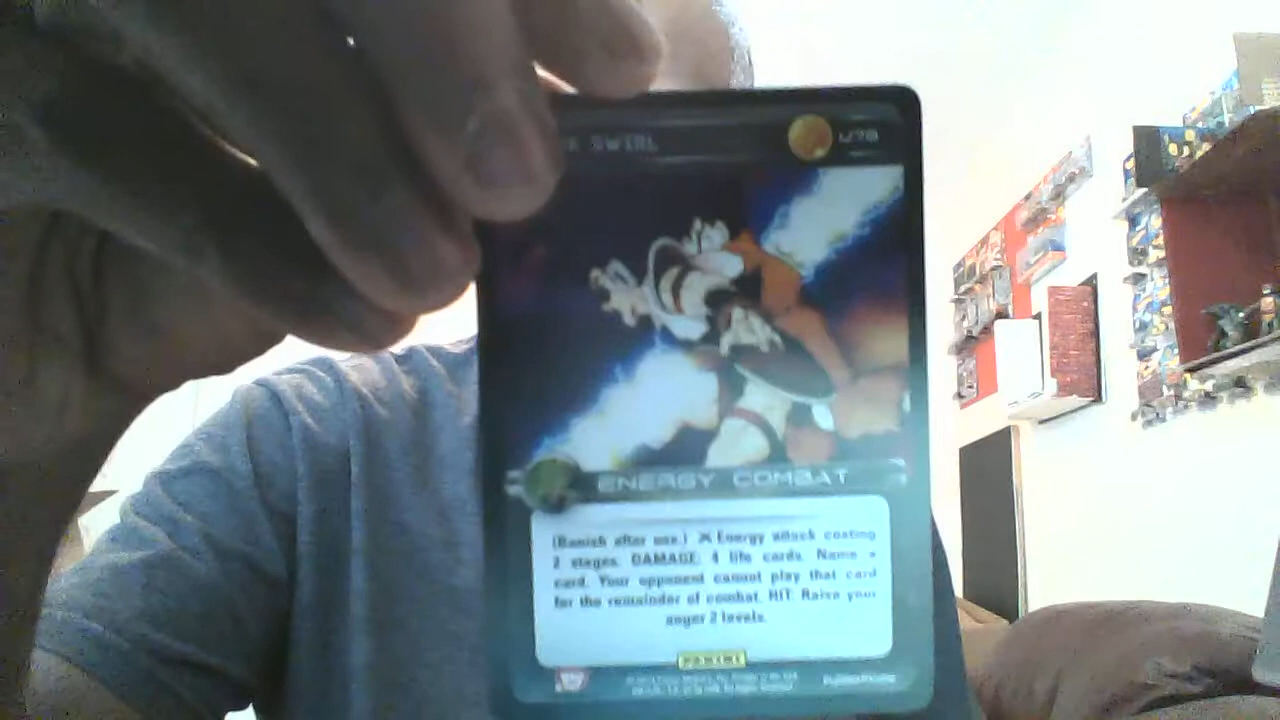 SWIRL U78
ENERGY COMBAT
(Banish after use.) Energy attack costing
2 stages. DAMAGE: 4 life cards. Name a
card. Your opponent cannot play that card
for the remainder of combat. HIT: Raise your
anger 2 levels.
PANINI